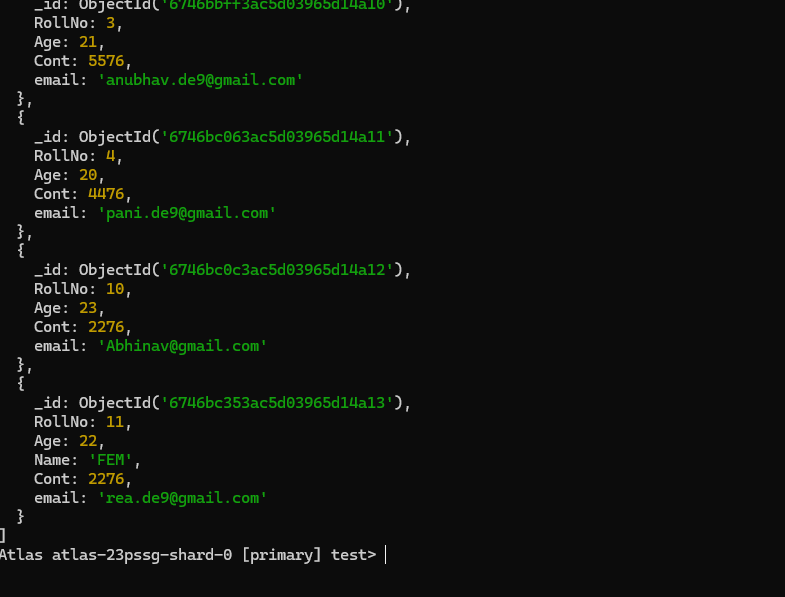 _id: ObjectId('6746bbff3ac5d03965d14a10'),
RollNo: 3,
Age: 21,
Cont: 5576,
email: 'anubhav.de9@gmail.com'
},
{
_id: ObjectId('6746bc063ac5d03965d14a11'),
RollNo: 4,
Age: 20,
Cont: 4476,
email: 'pani.de9@gmail.com'
},
{
_id: ObjectId('6746bc0c3ac5d03965d14a12'),
RollNo: 10,
Age: 23,
Cont: 2276,
email: 'Abhinav@gmail.com'
},
{
_id: ObjectId('6746bc353ac5d03965d14a13'),
RollNo: 11,
Age: 22,
Name: 'FEM',
Cont: 2276,
email: 'rea.de9@gmail.com'
}
]
Atlas atlas-23pssg-shard-0 [primary] test>